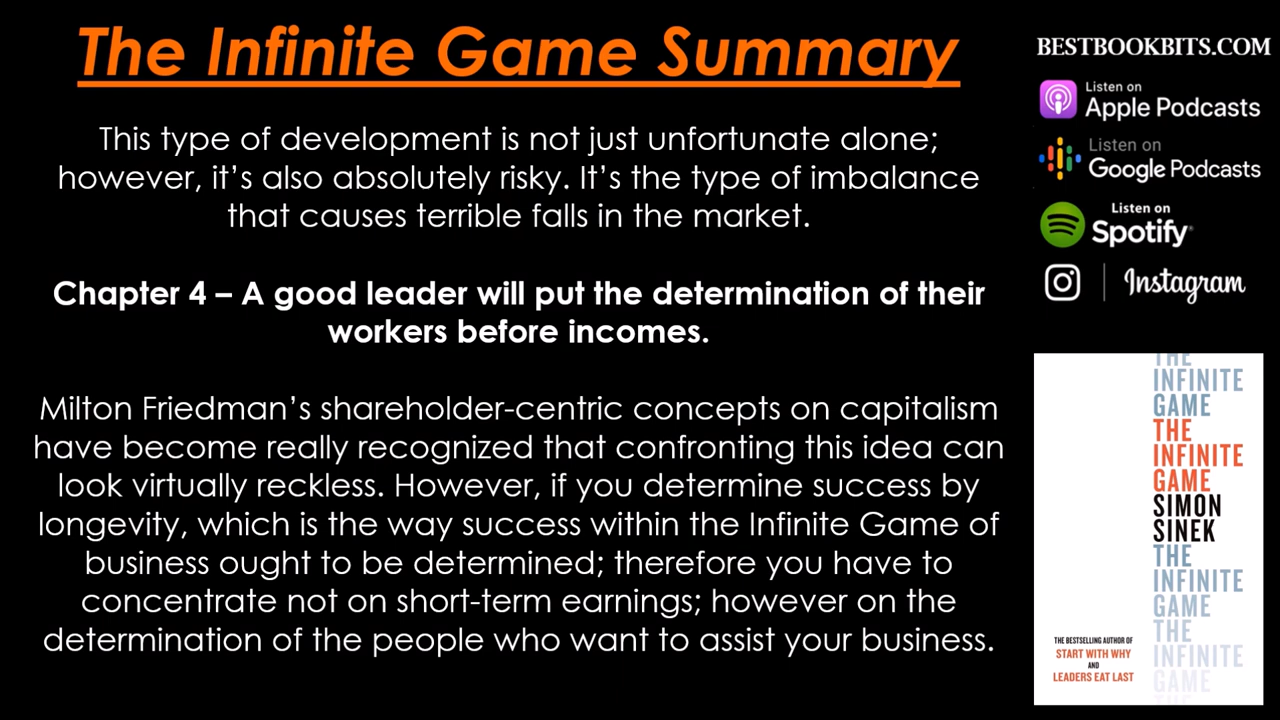 The Infinite Game Summary
This type of development is not just unfortunate alone;
however, it's also absolutely risky. It's the type of imbalance
that causes terrible falls in the market.
Chapter 4 – A good leader will put the determination of their
workers before incomes.
Milton Friedman's shareholder-centric concepts on capitalism
have become really recognized that confronting this idea can
look virtually reckless. However, if you determine success by
longevity, which is the way success within the Infinite Game of
business ought to be determined; therefore you have to
concentrate not on short-term earnings; however on the
determination of the people who want to assist your business.
BESTBOOKBITS.COM
Listen on
Apple Podcasts
Listen on
Google Podcasts
Listen on
Spotify
Instagram
THE
INFINITE
GAME
THE
INFINITE
GAME
SIMON
SINEK
THE
INFINITE
GAME
THE
INFINITE
GAME
THE BESTSELLING AUTHOR OF
START WITH WHY
AND
LEADERS EAT LAST